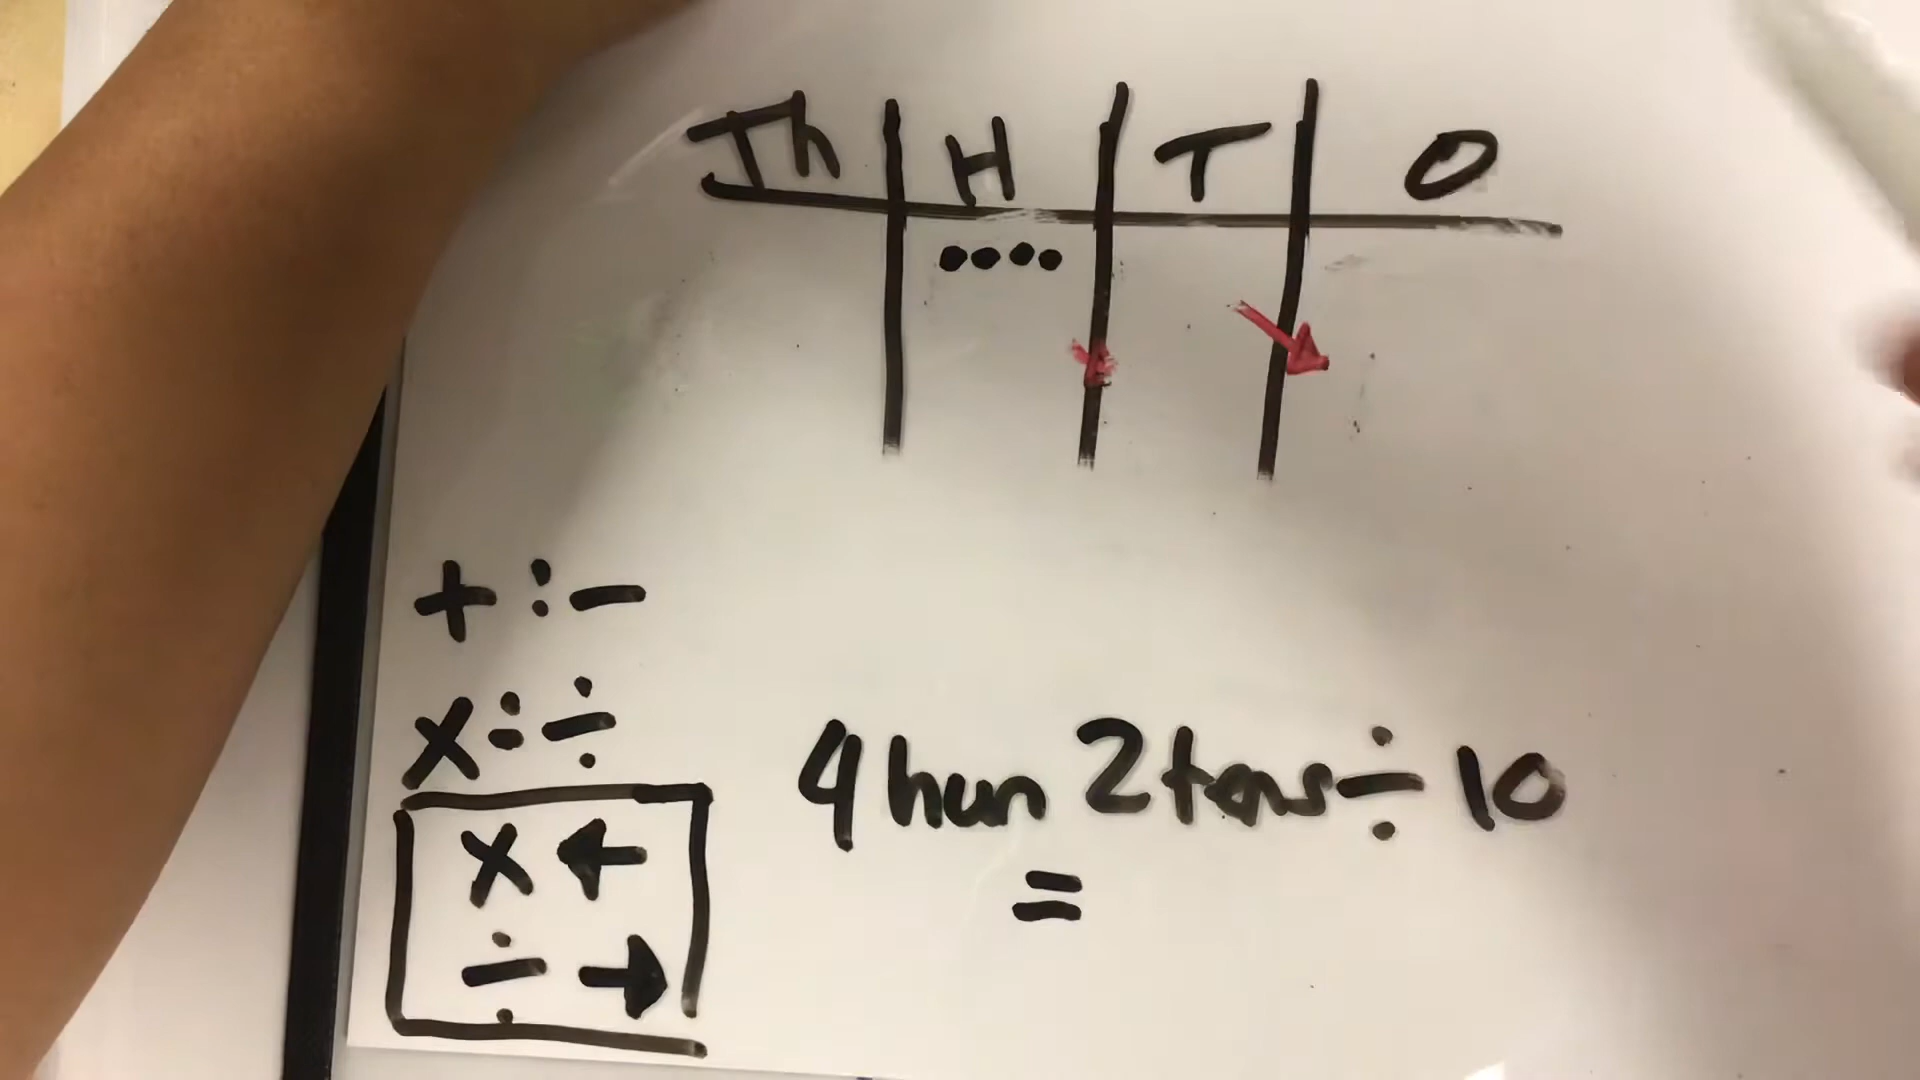 Th H T O
+ : -
x : ÷
x ←
÷ →
4 hun 2 tens ÷ 10
=